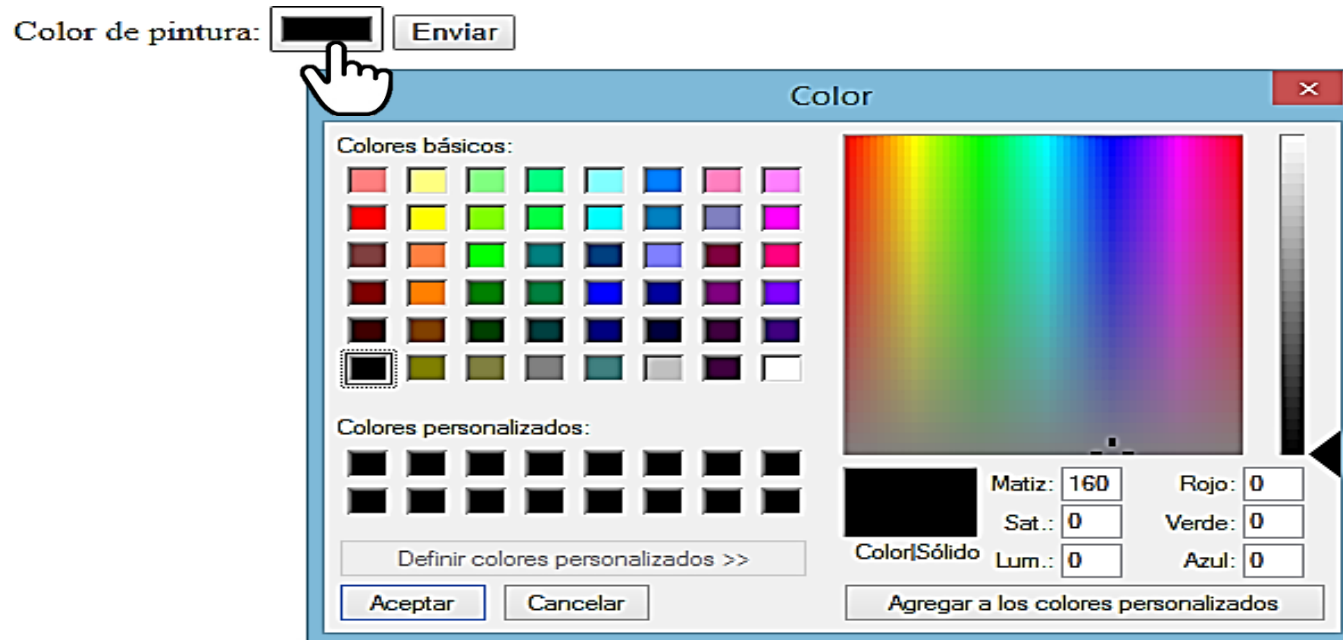 Color de pintura: Enviar
Color
Colores básicos:
Colores personalizados:
Definir colores personalizados >>
Aceptar Cancelar
Matiz: 160 Rojo: 0
Sat.: 0 Verde: 0
Color|Sólido Lum.: 0 Azul: 0
Agregar a los colores personalizados